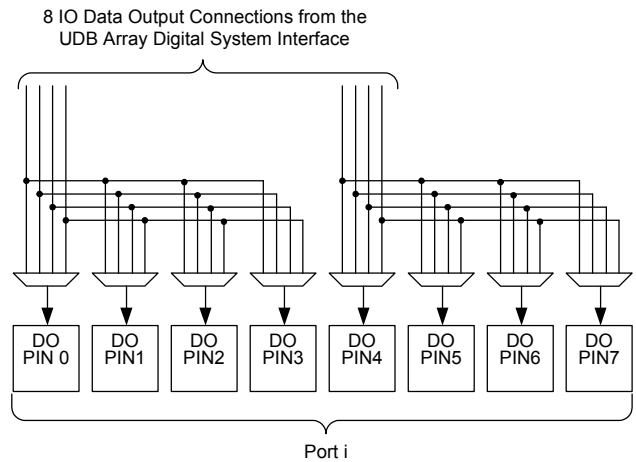 8 IO Data Output Connections from the
UDB Array Digital System Interface
DO
PIN 0
DO
PIN1
DO
PIN2
DO
PIN3
DO
PIN4
DO
PIN5
DO
PIN6
DO
PIN7
Port i